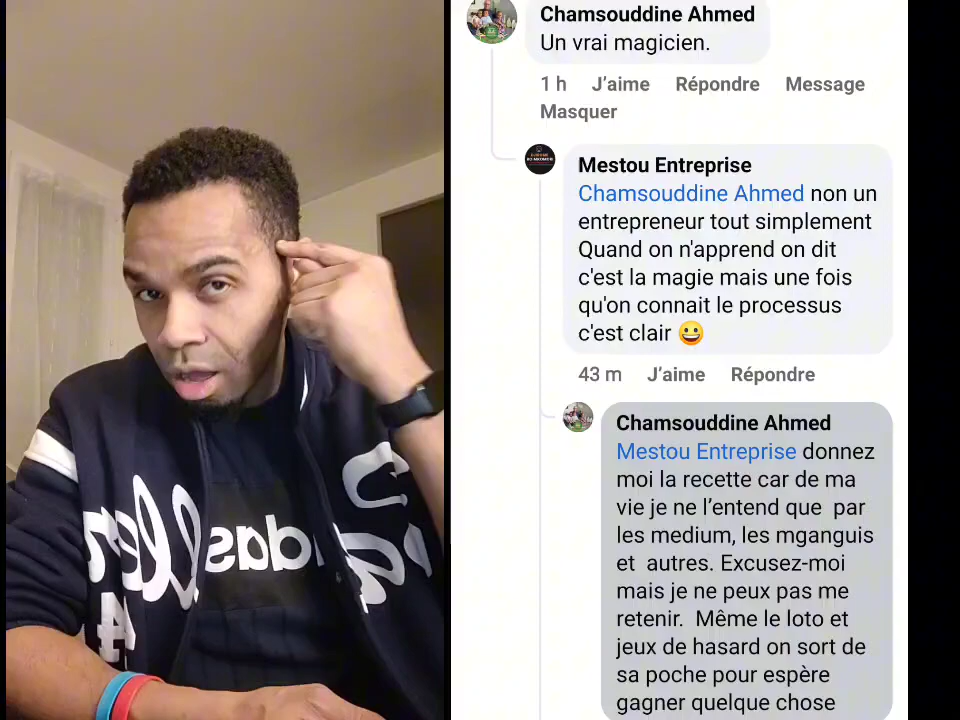 Chamsouddine Ahmed
Un vrai magicien.
1 h J’aime Répondre Message
Masquer
Mestou Entreprise
Chamsouddine Ahmed non un
entrepreneur tout simplement
Quand on n'apprend on dit
c'est la magie mais une fois
qu'on connait le processus
c'est clair 😀
43 m J’aime Répondre
Chamsouddine Ahmed
Mestou Entreprise donnez
moi la recette car de ma
vie je ne l’entend que par
les medium, les mganguis
et autres. Excusez-moi
mais je ne peux pas me
retenir. Même le loto et
jeux de hasard on sort de
sa poche pour espère
gagner quelque chose